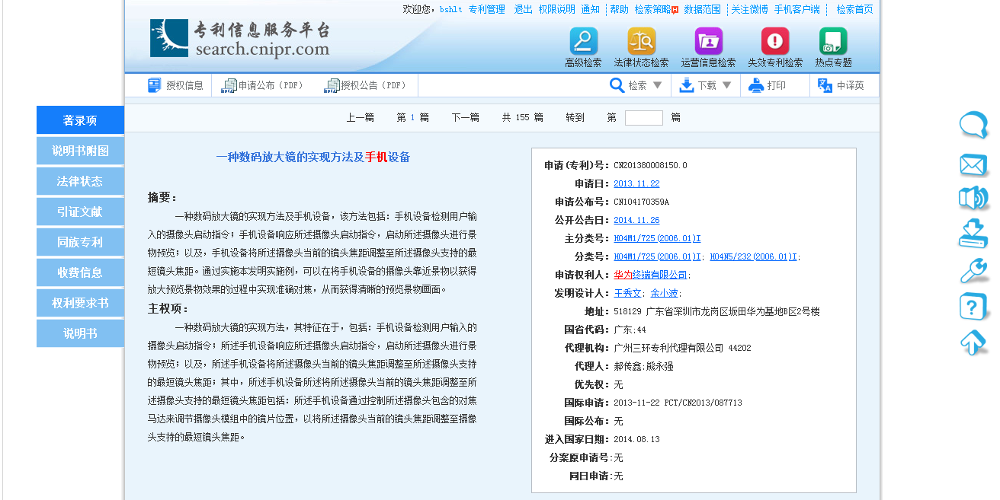 欢迎您，bshlt 专利管理 退出 权限说明 通知 帮助 检索策略 数据范围 关注微博 手机客户端 检索首页
专利信息服务平台
search.cnipr.com
高级检索 法律状态检索 运营信息检索 失效专利检索 热点专题
授权信息 申请公布（PDF） 授权公告（PDF） 检索 下载 打印 中译英
上一篇 第 1 篇 下一篇 共 155 篇 转到 第 篇
著录项
说明书附图
法律状态
引证文献
同族专利
收费信息
权利要求书
说明书
一种数码放大镜的实现方法及手机设备
摘要：
一种数码放大镜的实现方法及手机设备，该方法包括：手机设备检测用户输
入的摄像头启动指令；手机设备响应所述摄像头启动指令，启动所述摄像头进行景
物预览；以及，手机设备将所述摄像头当前的镜头焦距调整至所述摄像头支持的最
短镜头焦距。通过实施本发明实施例，可以在将手机设备的摄像头靠近景物以获得
放大预览景物效果的过程中实现准确对焦，从而获得清晰的预览景物画面。
主权项：
一种数码放大镜的实现方法，其特征在于，包括：手机设备检测用户输入的
摄像头启动指令；所述手机设备响应所述摄像头启动指令，启动所述摄像头进行景
物预览；以及，所述手机设备将所述摄像头当前的镜头焦距调整至所述摄像头支持
的最短镜头焦距；其中，所述手机设备所述将所述摄像头当前的镜头焦距调整至所
述摄像头支持的最短镜头焦距包括：所述手机设备通过控制所述摄像头包含的对焦
马达来调节摄像头模组中的镜片位置，以将所述摄像头当前的镜头焦距调整至摄像
头支持的最短镜头焦距。
申请(专利)号：CN201380008150.0
申请日：2013.11.22
申请公布号：CN104170359A
公开公告日：2014.11.26
主分类号：H04M1/725(2006.01)I
分类号：H04M1/725(2006.01)I; H04N5/232(2006.01)I;
申请权利人：华为终端有限公司;
发明设计人：王秀文; 余小波;
地址：518129 广东省深圳市龙岗区坂田华为基地B区2号楼
国省代码：广东;44
代理机构：广州三环专利代理有限公司 44202
代理人：郝传鑫;熊永强
优先权：无
国际申请：2013-11-22 PCT/CN2013/087713
国际公布：无
进入国家日期：2014.08.13
分案原申请号:无
同日申请:无